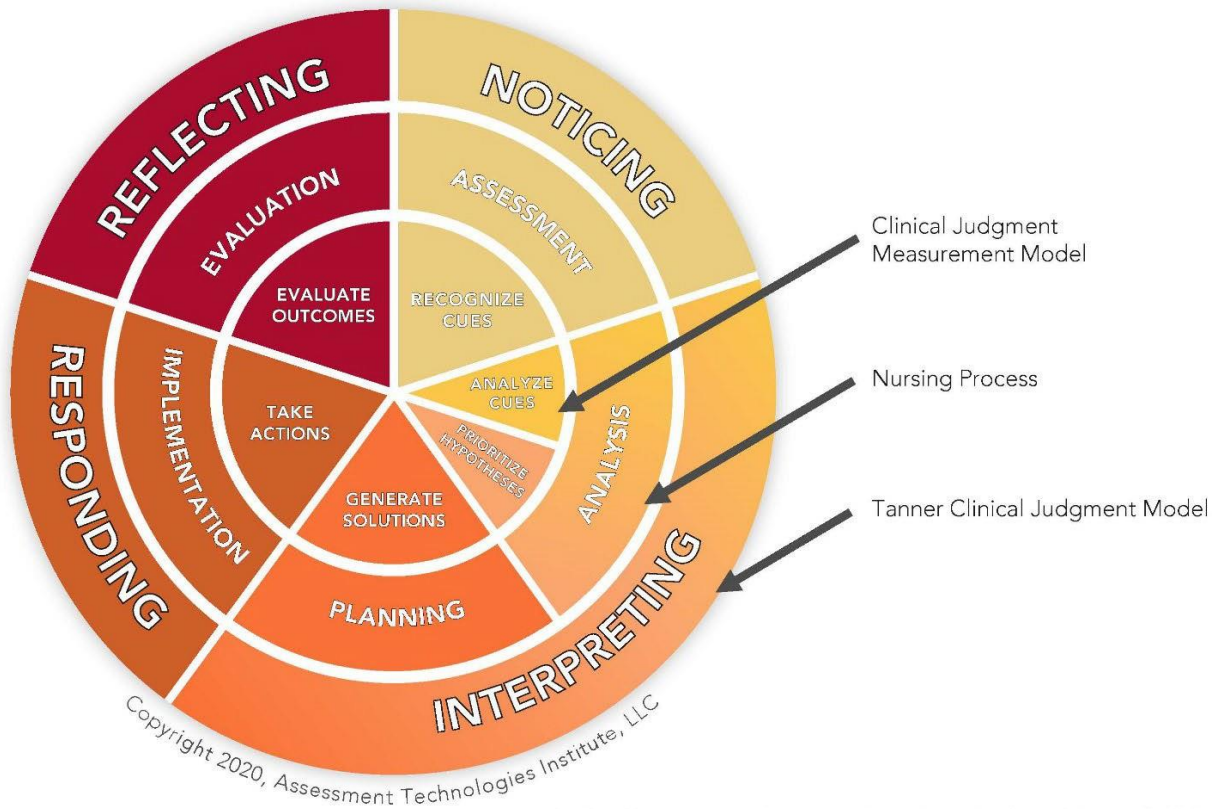 REFLECTING
NOTICING
EVALUATION
ASSESSMENT
EVALUATE
OUTCOMES
RECOGNIZE
CUES
Clinical Judgment
Measurement Model
RESPONDING
IMPLEMENTATION
TAKE
ACTIONS
ANALYZE
CUES
PRIORITIZE
HYPOTHESES
ANALYSIS
Nursing Process
GENERATE
SOLUTIONS
Tanner Clinical Judgment Model
PLANNING
INTERPRETING
Copyright 2020, Assessment Technologies Institute, LLC